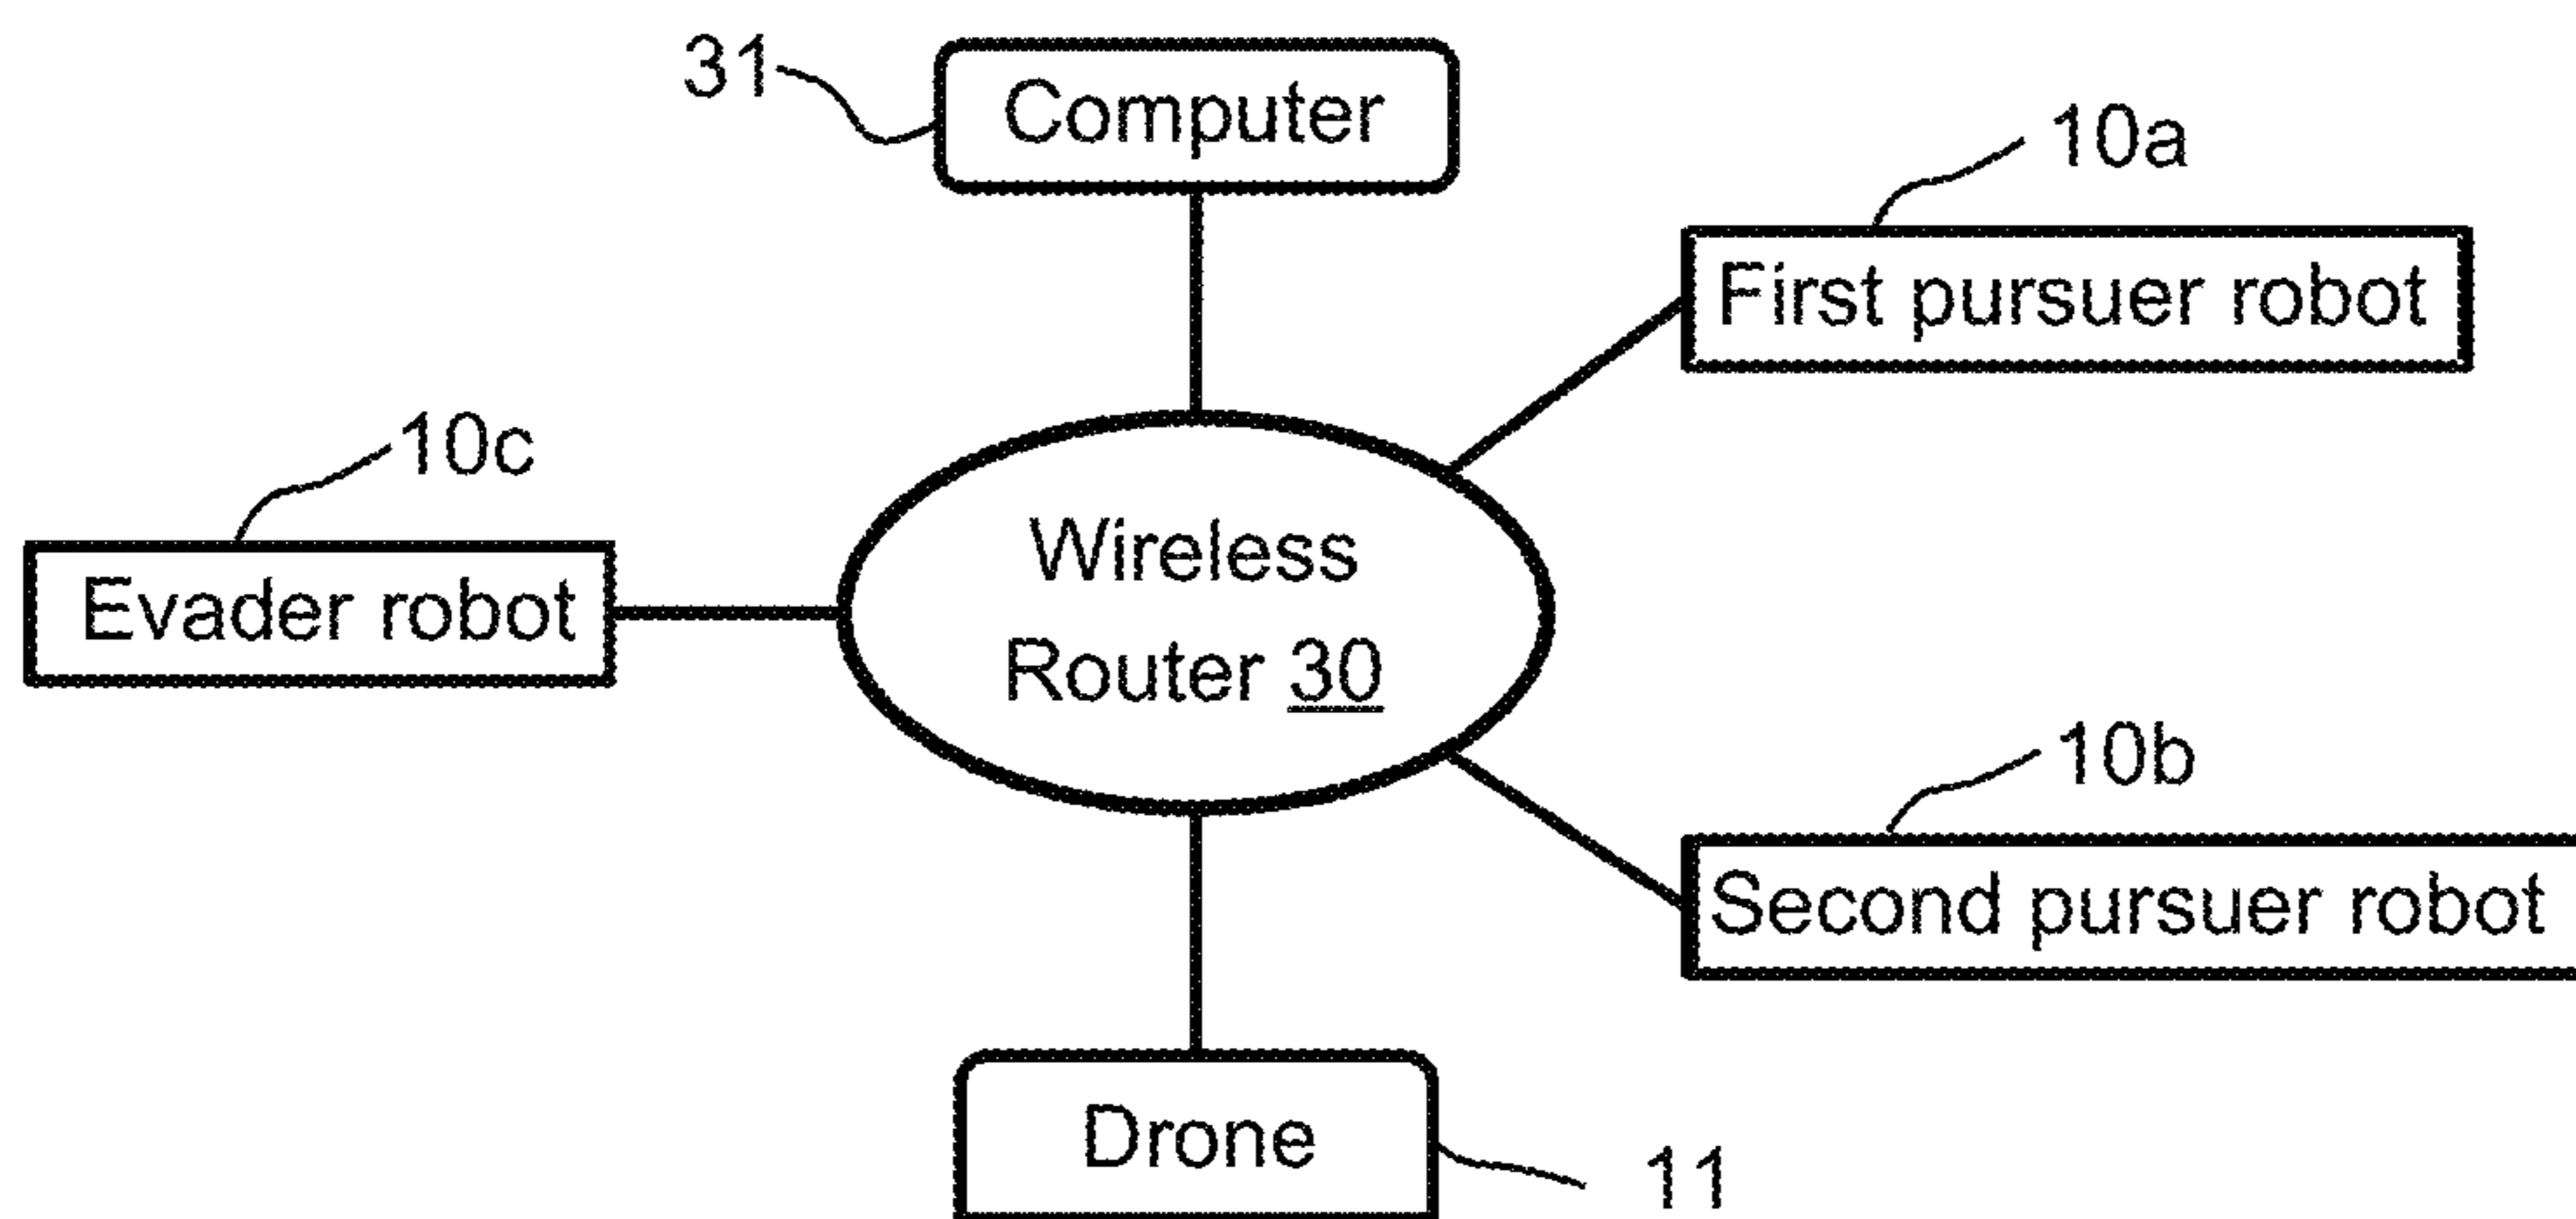 31
Computer
10a
First pursuer robot
10c
Evader robot
Wireless
Router 30
10b
Second pursuer robot
Drone
11